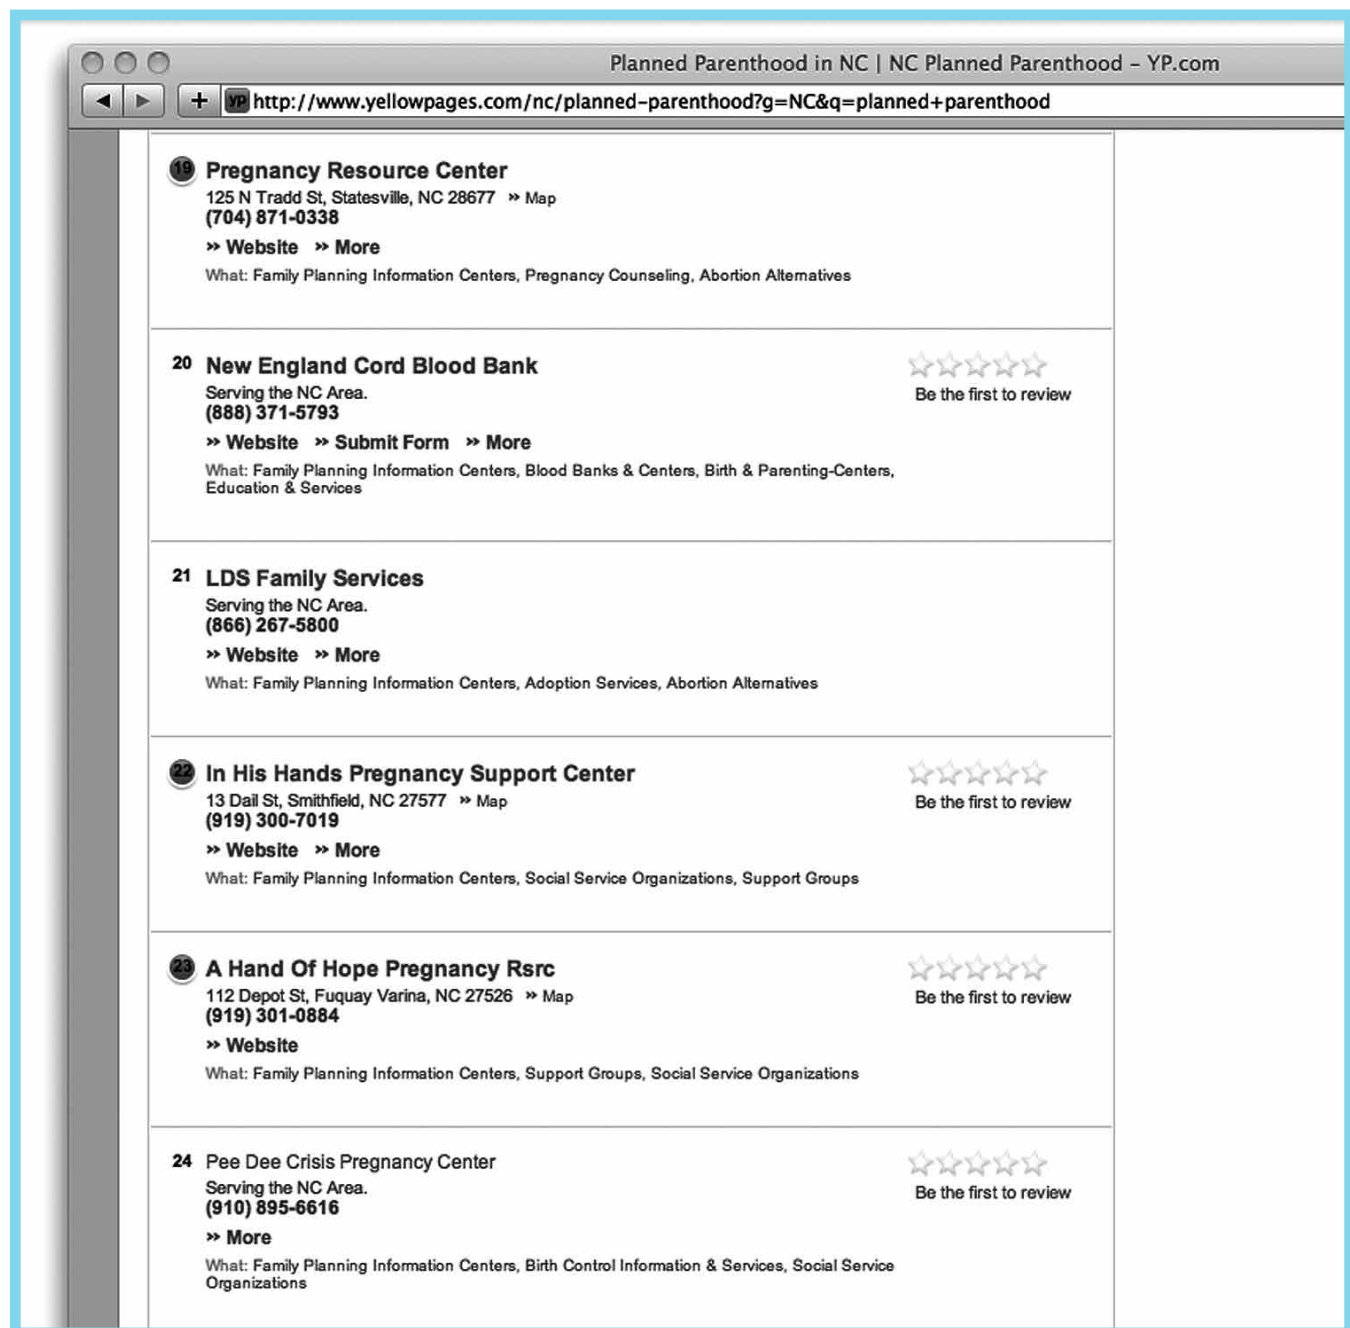 Planned Parenthood in NC | NC Planned Parenthood – YP.com
YP http://www.yellowpages.com/nc/planned-parenthood?g=NC&q=planned+parenthood
19 Pregnancy Resource Center
125 N Tradd St, Statesville, NC 28677 » Map
(704) 871-0338
» Website » More
What: Family Planning Information Centers, Pregnancy Counseling, Abortion Alternatives
20 New England Cord Blood Bank
Serving the NC Area.
Be the first to review
(888) 371-5793
» Website » Submit Form » More
What: Family Planning Information Centers, Blood Banks & Centers, Birth & Parenting-Centers,
Education & Services
21 LDS Family Services
Serving the NC Area.
(866) 267-5800
» Website » More
What: Family Planning Information Centers, Adoption Services, Abortion Alternatives
22 In His Hands Pregnancy Support Center
13 Dail St, Smithfield, NC 27577 » Map
Be the first to review
(919) 300-7019
» Website » More
What: Family Planning Information Centers, Social Service Organizations, Support Groups
23 A Hand Of Hope Pregnancy Rsrc
112 Depot St, Fuquay Varina, NC 27526 » Map
Be the first to review
(919) 301-0884
» Website
What: Family Planning Information Centers, Support Groups, Social Service Organizations
24 Pee Dee Crisis Pregnancy Center
Serving the NC Area.
Be the first to review
(910) 895-6616
» More
What: Family Planning Information Centers, Birth Control Information & Services, Social Service
Organizations